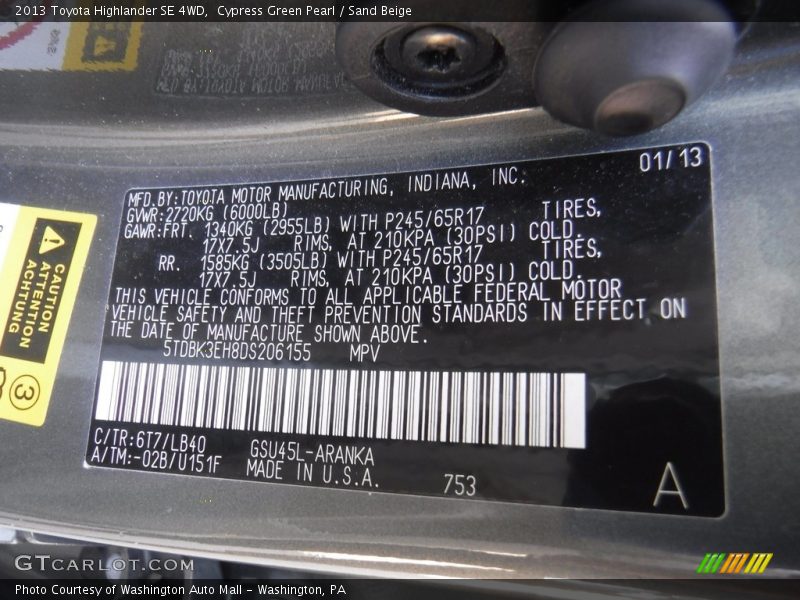 2013 Toyota Highlander SE 4WD, Cypress Green Pearl / Sand Beige
01/13
MFD.BY:TOYOTA MOTOR MANUFACTURING, INDIANA, INC.
GVWR:2720KG (6000LB)
GAWR:FRT. 1340KG (2955LB) WITH P245/65R17 TIRES,
17X7.5J RIMS, AT 210KPA (30PSI) COLD.
RR. 1585KG (3505LB) WITH P245/65R17 TIRES,
17X7.5J RIMS, AT 210KPA (30PSI) COLD.
THIS VEHICLE CONFORMS TO ALL APPLICABLE FEDERAL MOTOR
VEHICLE SAFETY AND THEFT PREVENTION STANDARDS IN EFFECT ON
THE DATE OF MANUFACTURE SHOWN ABOVE.
5TDBK3EH8DS206155 MPV
C/TR:6T7/LB40 GSU45L-ARANKA
A/TM:-02B/U151F MADE IN U.S.A.
753
A
CAUTION
ATTENTION
ACHTUNG
3
GTCARLOT.COM
Photo Courtesy of Washington Auto Mall - Washington, PA